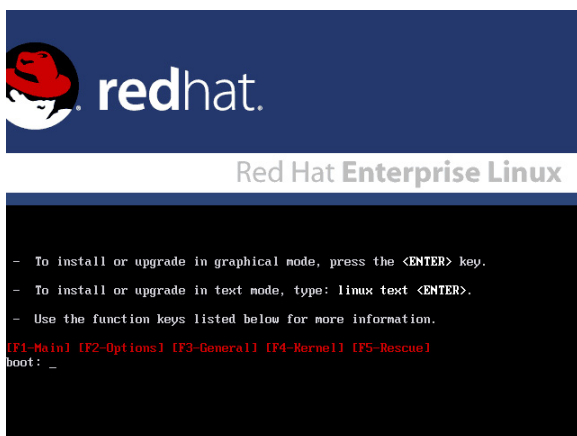 redhat.
Red Hat Enterprise Linux
- To install or upgrade in graphical mode, press the <ENTER> key.
- To install or upgrade in text mode, type: linux text <ENTER>.
- Use the function keys listed below for more information.
[F1-Main] [F2-Options] [F3-General] [F4-Kernel] [F5-Rescue]
boot: _